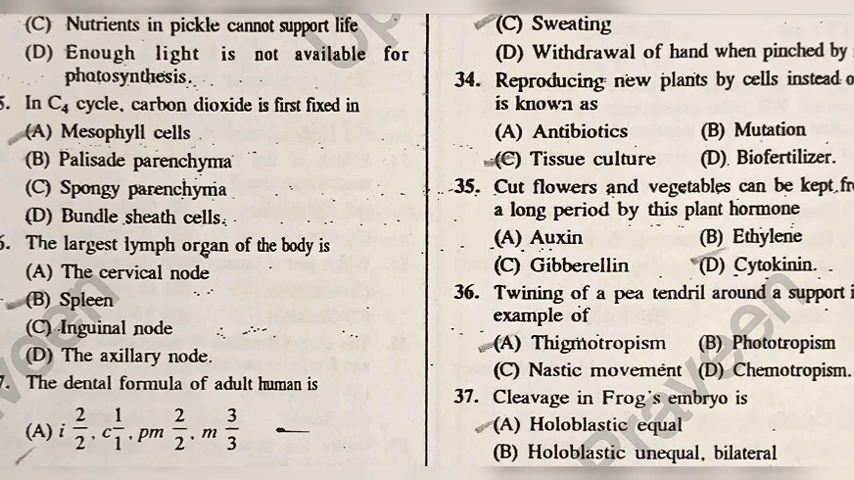 (C) Nutrients in pickle cannot support life
(D) Enough light is not available for
photosynthesis.
5. In C₄ cycle, carbon dioxide is first fixed in
(A) Mesophyll cells
(B) Palisade parenchyma
(C) Spongy parenchyma
(D) Bundle sheath cells.
6. The largest lymph organ of the body is
(A) The cervical node
(B) Spleen
(C) Inguinal node
(D) The axillary node.
7. The dental formula of adult human is
(A) i 2/2, c 1/1, pm 2/2, m 3/3
(C) Sweating
(D) Withdrawal of hand when pinched by
34. Reproducing new plants by cells instead o
is known as
(A) Antibiotics (B) Mutation
(C) Tissue culture (D) Biofertilizer.
35. Cut flowers and vegetables can be kept fre
a long period by this plant hormone
(A) Auxin (B) Ethylene
(C) Gibberellin (D) Cytokinin.
36. Twining of a pea tendril around a support i
example of
(A) Thigmotropism (B) Phototropism
(C) Nastic movement (D) Chemotropism.
37. Cleavage in Frog's embryo is
(A) Holoblastic equal
(B) Holoblastic unequal, bilateral
Praveen